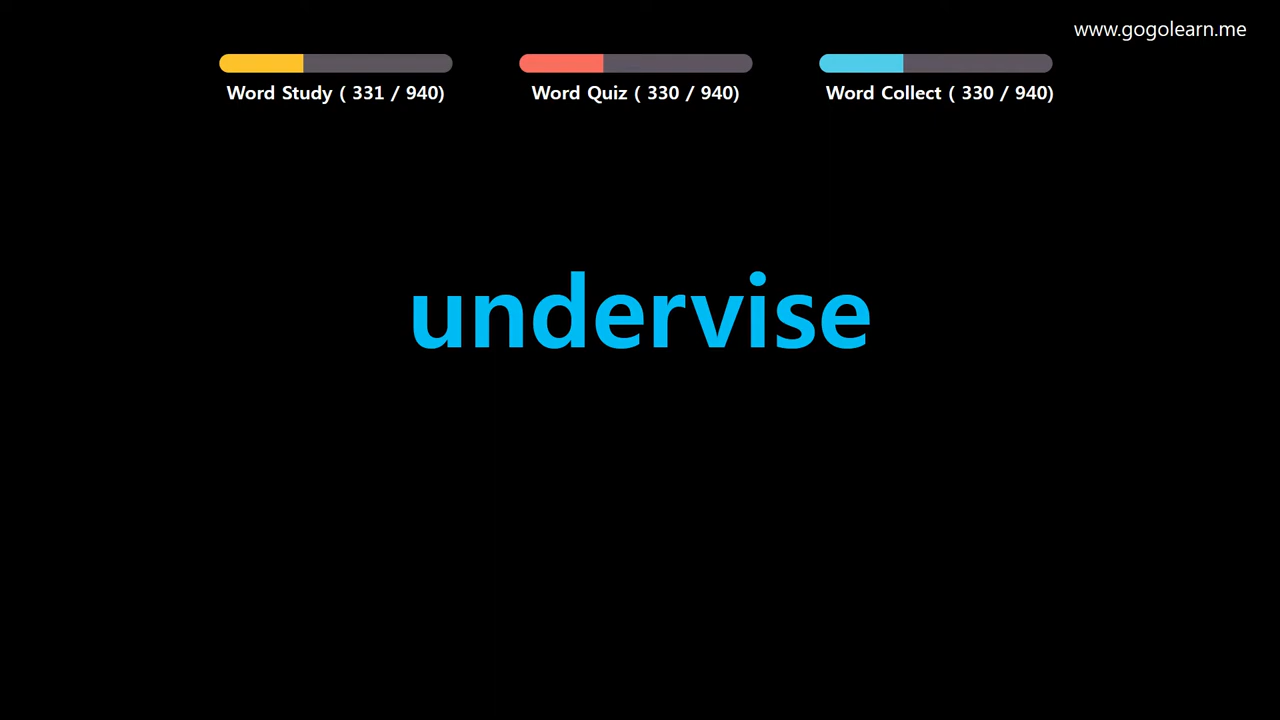 www.gogolearn.me
Word Study ( 331 / 940)
Word Quiz ( 330 / 940)
Word Collect ( 330 / 940)
undervise